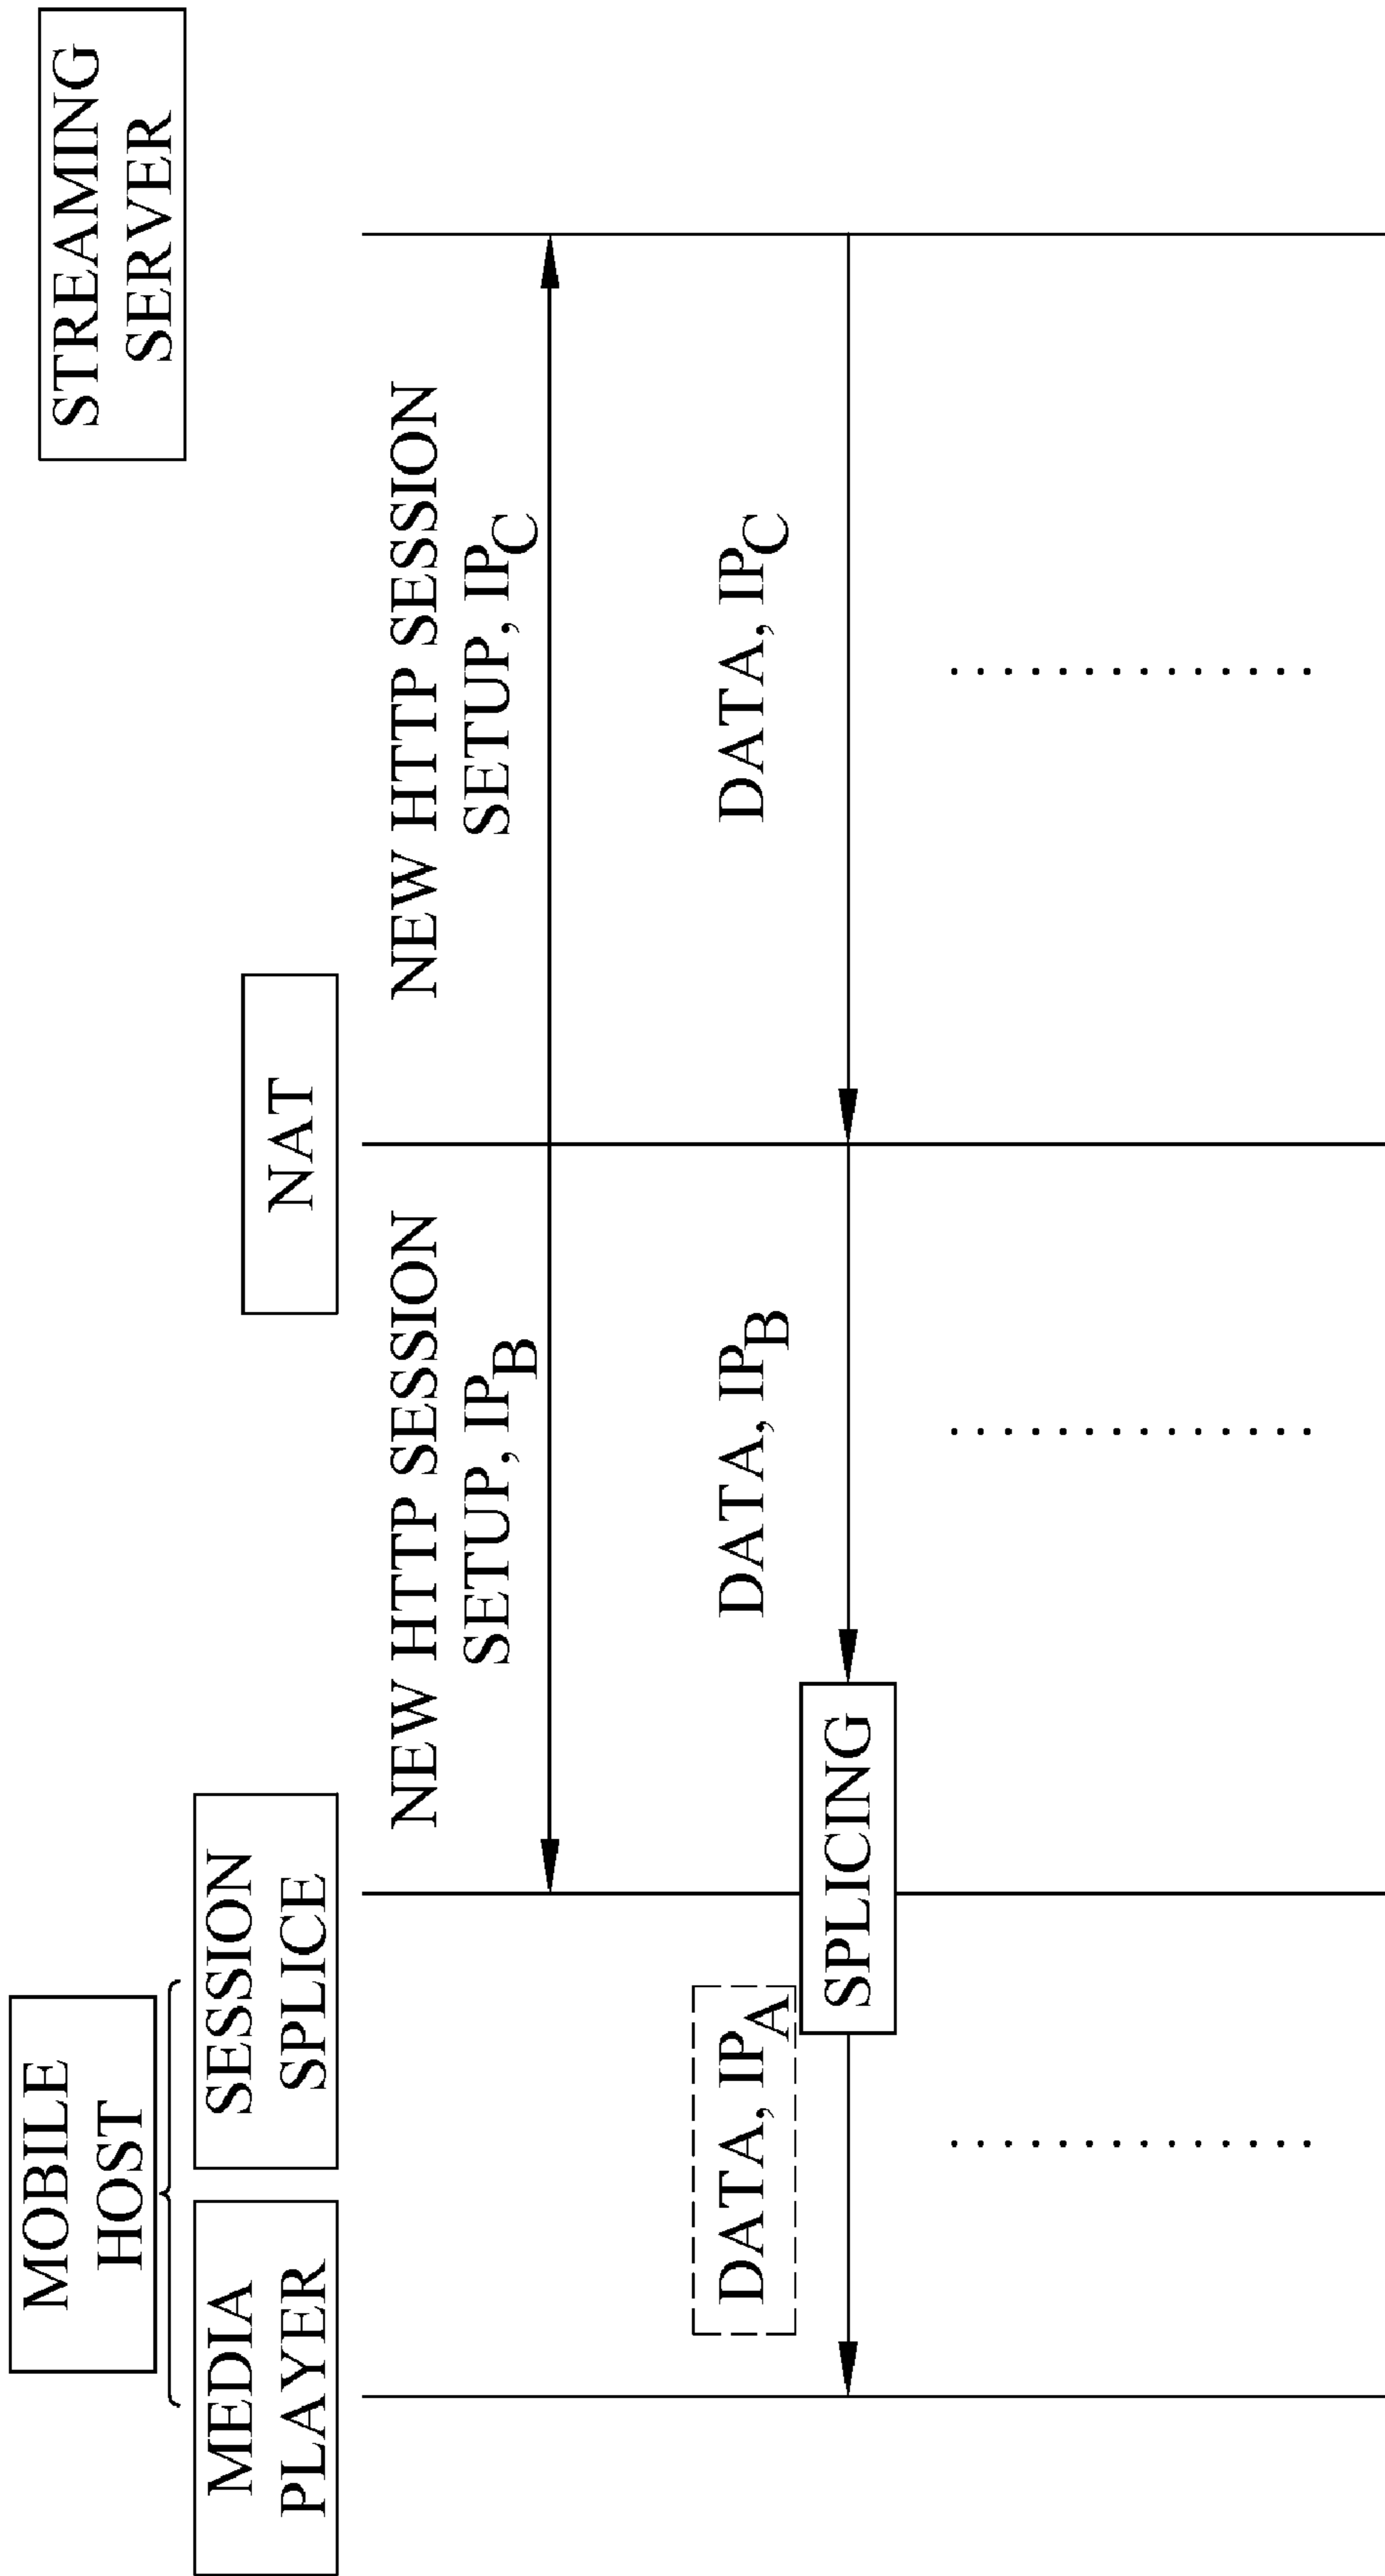 MOBILE
HOST
STREAMING
SERVER
MEDIA
PLAYER
SESSION
SPLICE
NAT
NEW HTTP SESSION
SETUP, IPB
NEW HTTP SESSION
SETUP, IPC
DATA, IPA
DATA, IPB
DATA, IPC
SPLICING